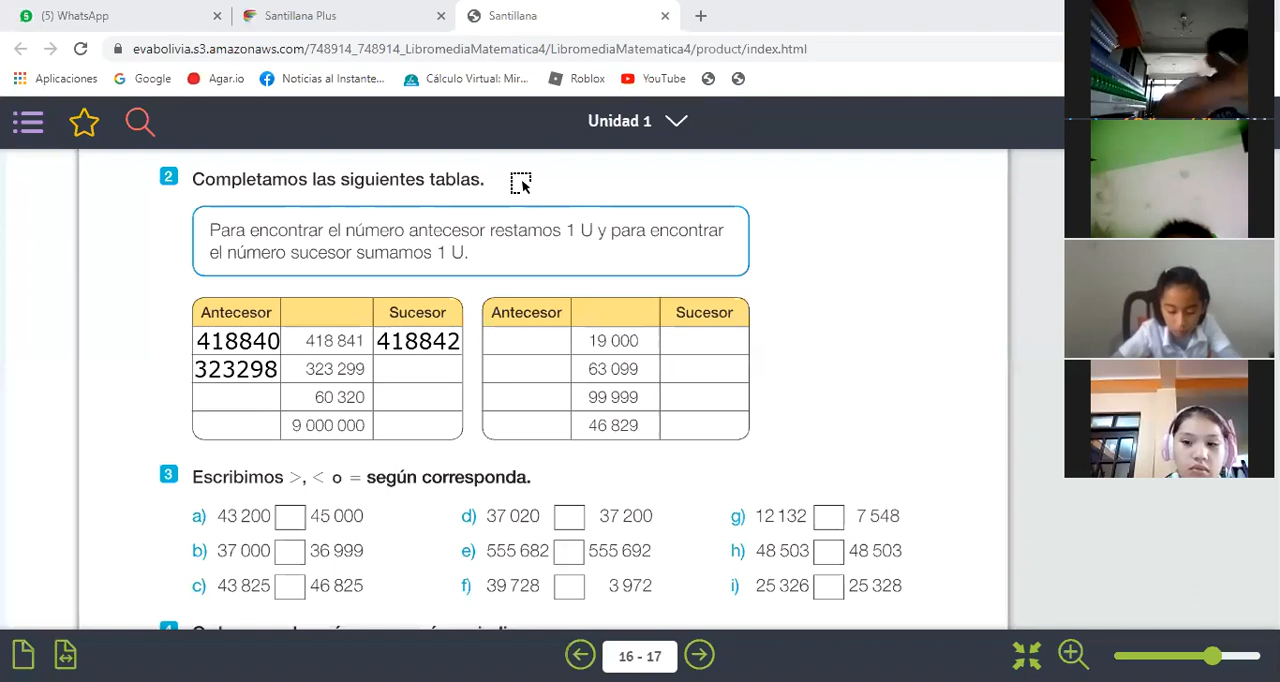 (5) WhatsApp
Santillana Plus
Santillana
evabolivia.s3.amazonaws.com/748914_748914_LibromediaMatematica4/LibromediaMatematica4/product/index.html
Aplicaciones Google Agar.io Noticias al Instante... Cálculo Virtual: Mir... Roblox YouTube
Unidad 1
2 Completamos las siguientes tablas.
Para encontrar el número antecesor restamos 1 U y para encontrar
el número sucesor sumamos 1 U.
Antecesor Sucesor
418840 418 841 418842
323298 323 299
60 320
9 000 000
Antecesor Sucesor
19 000
63 099
99 999
46 829
3 Escribimos >, < o = según corresponda.
a) 43 200 45 000 d) 37 020 37 200 g) 12 132 7 548
b) 37 000 36 999 e) 555 682 555 692 h) 48 503 48 503
c) 43 825 46 825 f) 39 728 3 972 i) 25 326 25 328
16 - 17